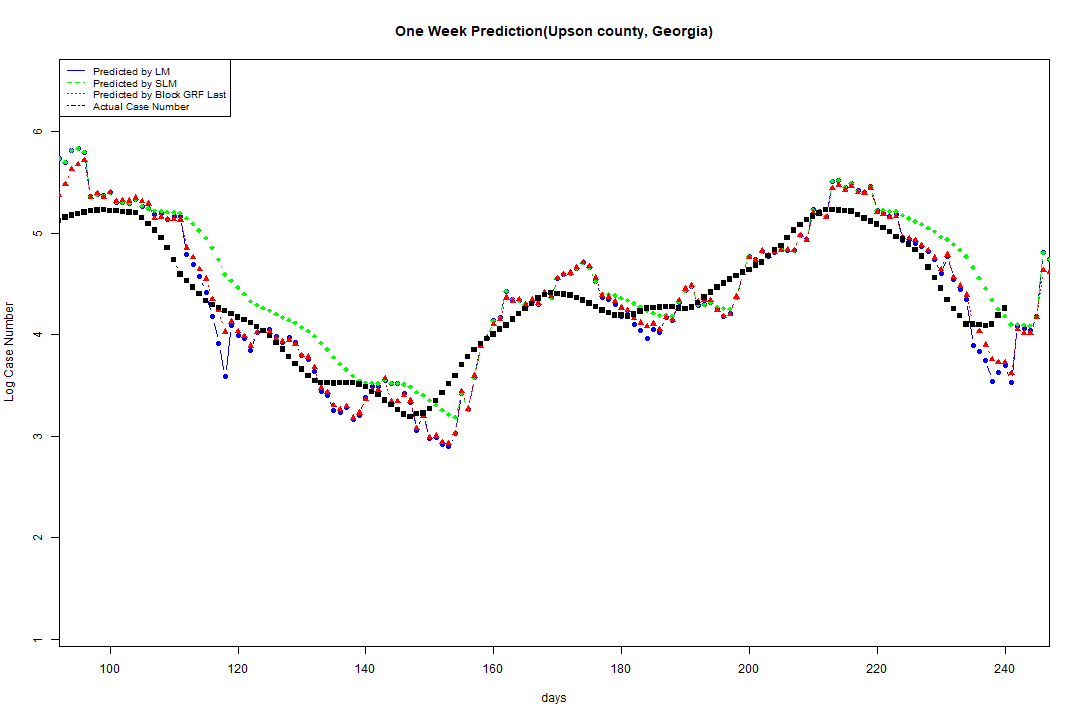 One Week Prediction(Upson county, Georgia)
Predicted by LM
Predicted by SLM
Predicted by Block GRF Last
Actual Case Number
6
5
4
3
2
1
Log Case Number
100 120 140 160 180 200 220 240
days